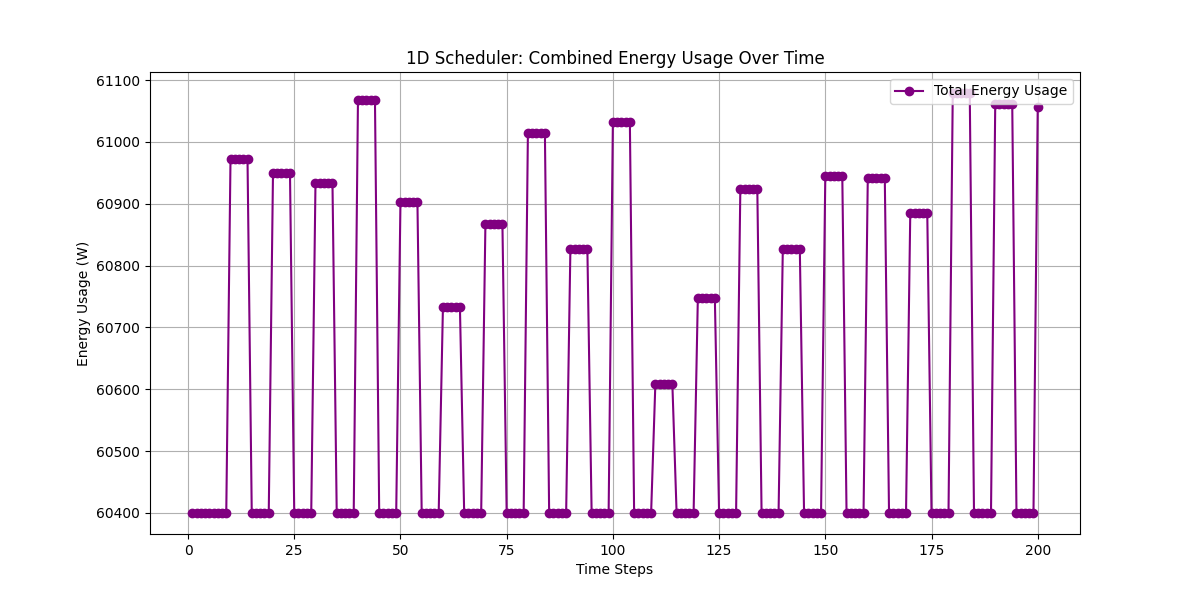 1D Scheduler: Combined Energy Usage Over Time
Total Energy Usage
Energy Usage (W)
61100
61000
60900
60800
60700
60600
60500
60400
0 25 50 75 100 125 150 175 200
Time Steps